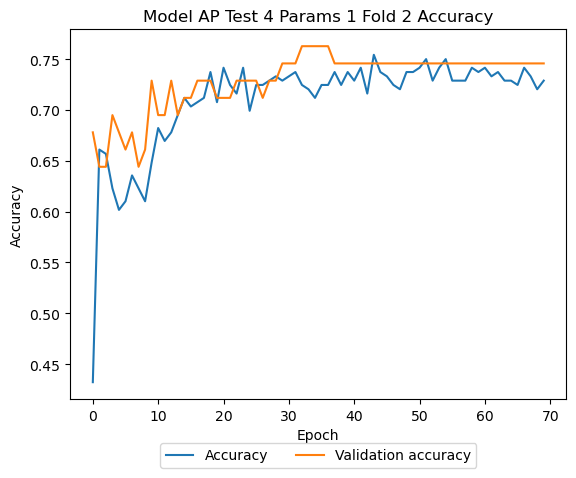 Model AP Test 4 Params 1 Fold 2 Accuracy
Accuracy
0.75
0.70
0.65
0.60
0.55
0.50
0.45
0 10 20 30 40 50 60 70
Epoch
Accuracy Validation accuracy